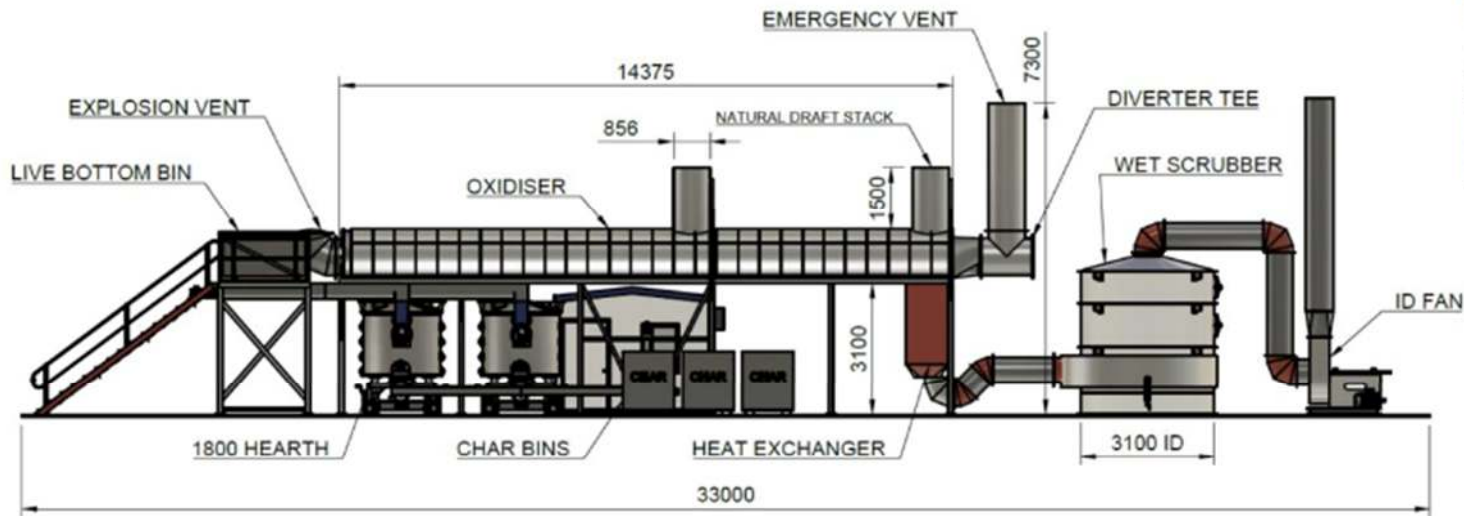 EMERGENCY VENT
14375
7300
EXPLOSION VENT
DIVERTER TEE
856
NATURAL DRAFT STACK
LIVE BOTTOM BIN
OXIDISER
1500
WET SCRUBBER
ID FAN
3100
CHAR
CHAR
CHAR
1800 HEARTH
CHAR BINS
HEAT EXCHANGER
3100 ID
33000